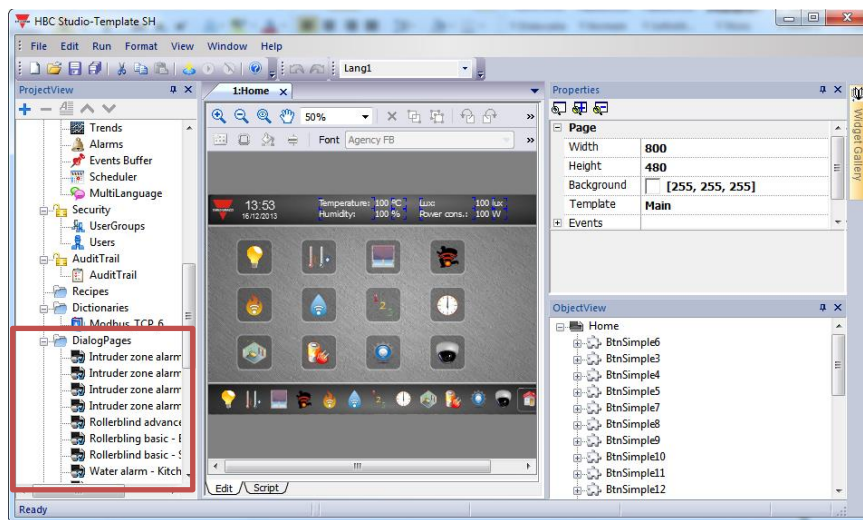 HBC Studio-Template SH
File Edit Run Format View Window Help
Lang1
ProjectView
Trends
Alarms
Events Buffer
Scheduler
MultiLanguage
Security
UserGroups
Users
AuditTrail
AuditTrail
Recipes
Dictionaries
Modbus TCP_6
DialogPages
Intruder zone alarm
Intruder zone alarm
Intruder zone alarm
Intruder zone alarm
Rollerblind advance
Rollerbling basic - E
Rollerblind basic - S
Water alarm - Kitch
1:Home x
50%
Font Agency FB
13:53
16/12/2013
Temperature: 100 ºC Lux: 100 lux
Humidity: 100 % Power cons.: 100 W
Edit Script
Properties
Page
Width 800
Height 480
Background [255, 255, 255]
Template Main
Events
Widget Gallery
ObjectView
Home
BtnSimple6
BtnSimple3
BtnSimple4
BtnSimple5
BtnSimple7
BtnSimple8
BtnSimple9
BtnSimple10
BtnSimple11
BtnSimple12
Ready